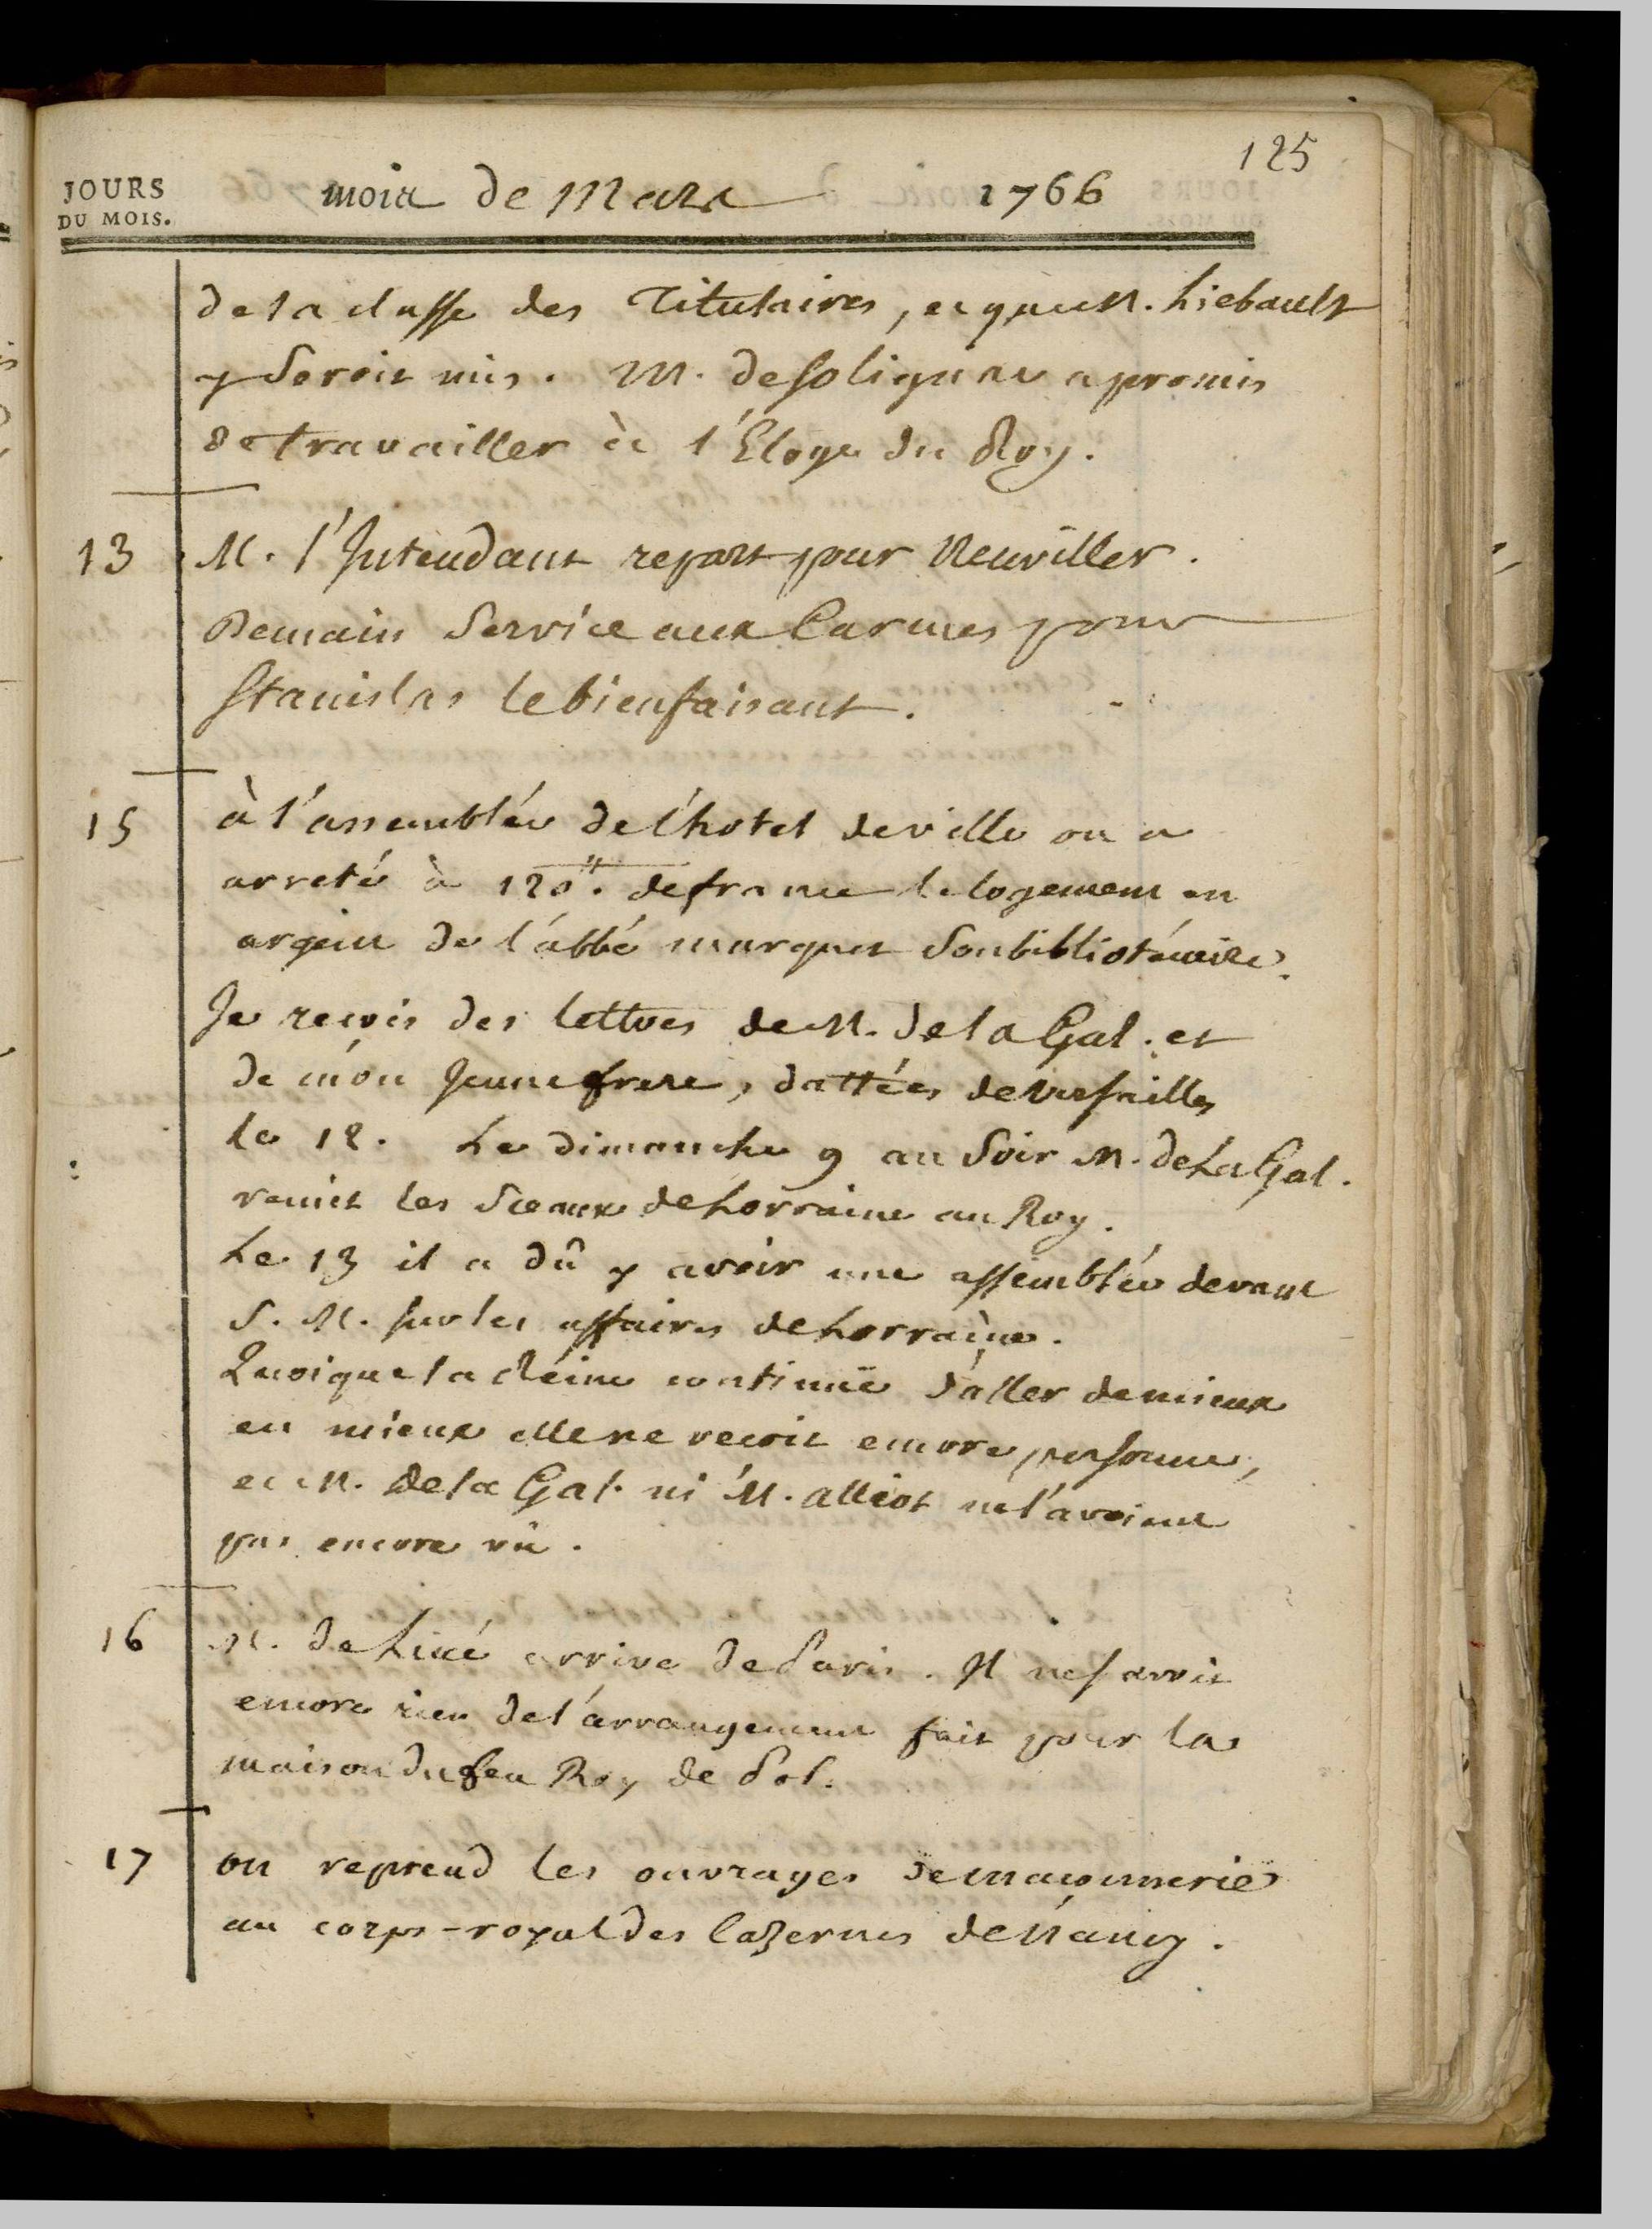 125
JOURS
DU MOIS.
mois de Mars 1766
de la classe des Titulaires, et que M. Liebault
y seroit mis. M. de Solignac a promis
de travailler à l'Eloge du Roy.
13 M. l'Intendant repart pour Neuviller.
Demain Service aux Carmes pour
Stanislas le bienfaisant.
15 à l'assemblée de l'hotel de ville on a
arreté à 120ᵗᵗ. de france le logement en
argent de l'abbé marquet son bibliotécaire.
Je reçois des lettres de M. de la Gal. et
de mon Jeune frere, dattées de Versailles
le 12. Le dimanche 9 au Soir M. de La Gal.
remit les Sceaux de Lorraine au Roy.
Le 13 il a dû y avoir une assemblée devant
S. M. sur les affaires de Lorraine.
Quoique la Réine continuë d'aller de mieux
en mieux elle ne recoit encore personne,
et M. de la Gal. ni M. alliot ne l'avoient
pas encore vû.
16 M. de Lucé arrive de Paris. Il ne savoit
encore rien de l'arrangement fait pour la
maison du feu Roy de Pol.
17 on reprend les ouvrages de maçonnerie
au corps-royal des Cazernes de Nancy.